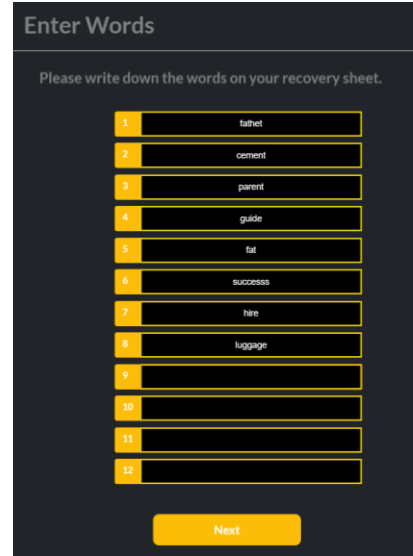 Enter Words
Please write down the words on your recovery sheet.
1 fathet
2 cement
3 parent
4 guide
5 fat
6 successs
7 hire
8 luggage
9
10
11
12
Next